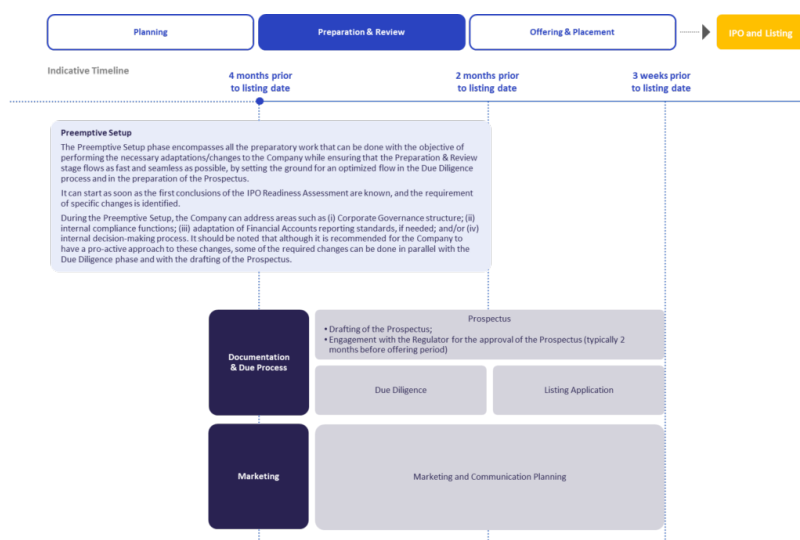 Planning
Preparation & Review
Offering & Placement
IPO and Listing
Indicative Timeline
4 months prior
to listing date
2 months prior
to listing date
3 weeks prior
to listing date
Preemptive Setup
The Preemptive Setup phase encompasses all the preparatory work that can be done with the objective of
performing the necessary adaptations/changes to the Company while ensuring that the Preparation & Review
stage flows as fast and seamless as possible, by setting the ground for an optimized flow in the Due Diligence
process and in the preparation of the Prospectus.
It can start as soon as the first conclusions of the IPO Readiness Assessment are known, and the requirement
of specific changes is identified.
During the Preemptive Setup, the Company can address areas such as (i) Corporate Governance structure; (ii)
internal compliance functions; (iii) adaptation of Financial Accounts reporting standards, if needed; and/or (iv)
internal decision-making process. It should be noted that although it is recommended for the Company to
have a pro-active approach to these changes, some of the required changes can be done in parallel with the
Due Diligence phase and with the drafting of the Prospectus.
Documentation
& Due Process
Prospectus
• Drafting of the Prospectus;
• Engagement with the Regulator for the approval of the Prospectus (typically 2
months before offering period)
Due Diligence
Listing Application
Marketing
Marketing and Communication Planning